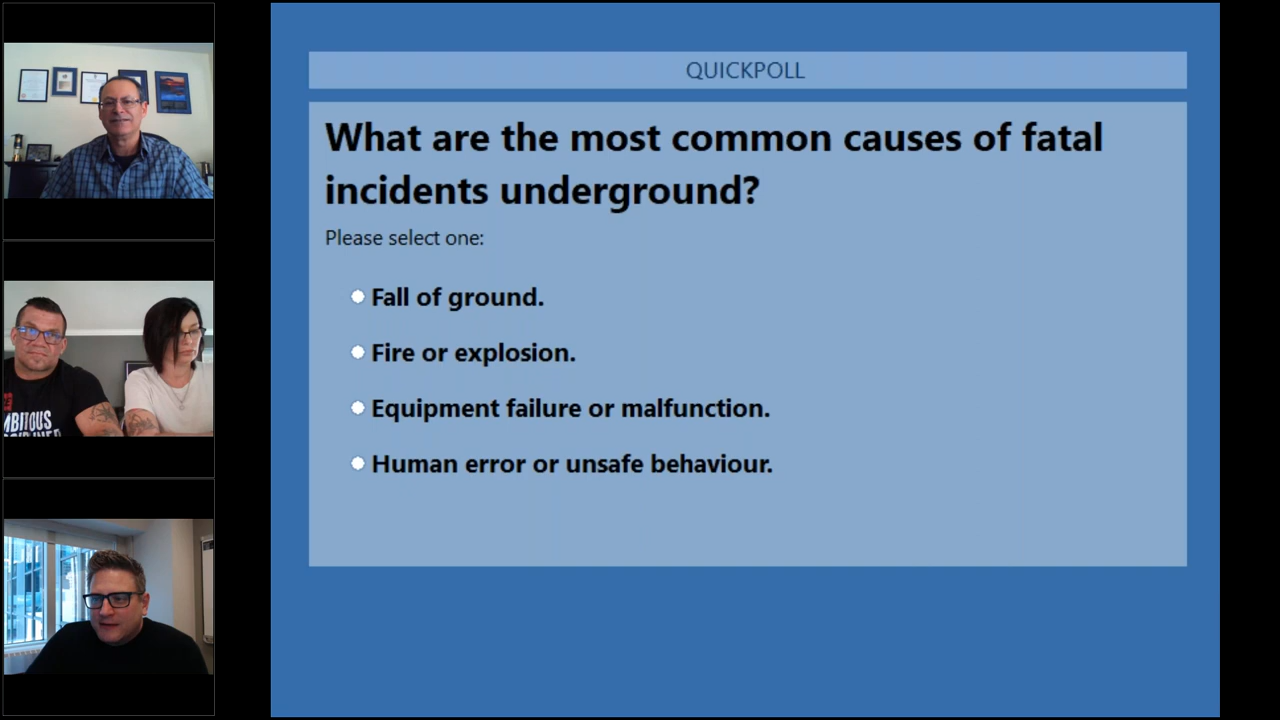 QUICKPOLL
What are the most common causes of fatal
incidents underground?
Please select one:
Fall of ground.
Fire or explosion.
Equipment failure or malfunction.
Human error or unsafe behaviour.
MBITIOUS